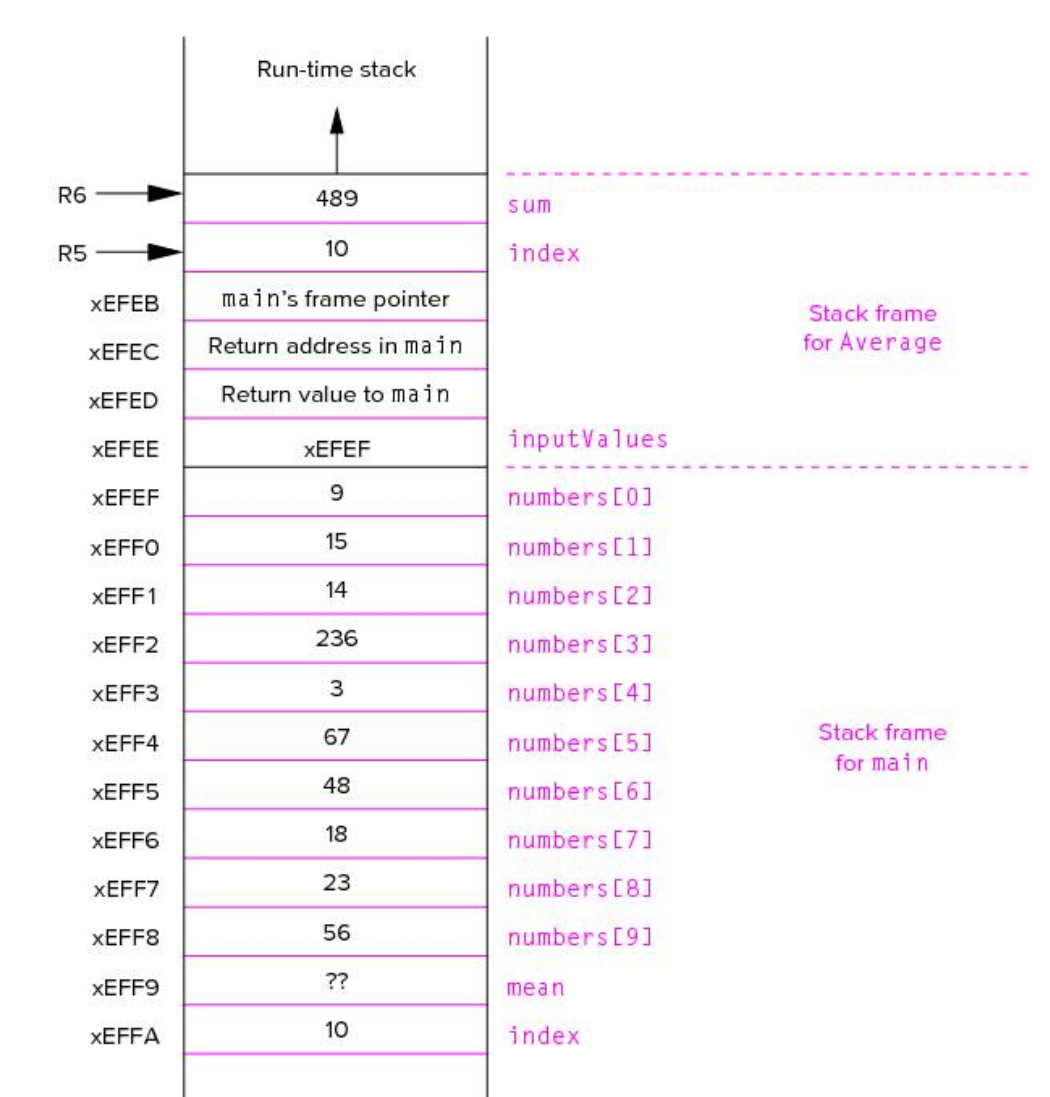 Run-time stack
R6 489 sum
R5 10 index
xEFEB main's frame pointer
Stack frame
for Average
xEFEC Return address in main
xEFED Return value to main
xEFEE xEFEF inputValues
xEFEF 9 numbers[0]
xEFF0 15 numbers[1]
xEFF1 14 numbers[2]
xEFF2 236 numbers[3]
xEFF3 3 numbers[4]
xEFF4 67 numbers[5]
Stack frame
for main
xEFF5 48 numbers[6]
xEFF6 18 numbers[7]
xEFF7 23 numbers[8]
xEFF8 56 numbers[9]
xEFF9 ?? mean
xEFFA 10 index